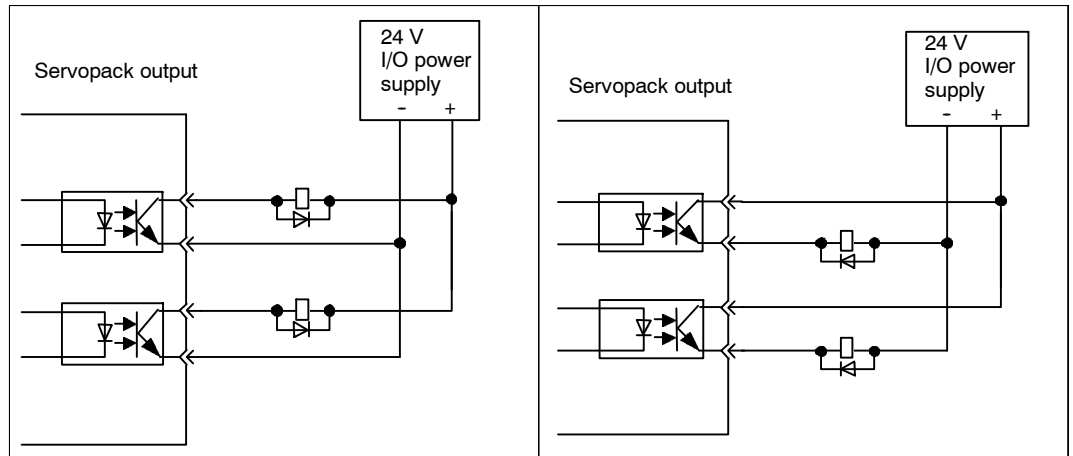 Servopack output
24 V
I/O power
supply
- +
Servopack output
24 V
I/O power
supply
- +